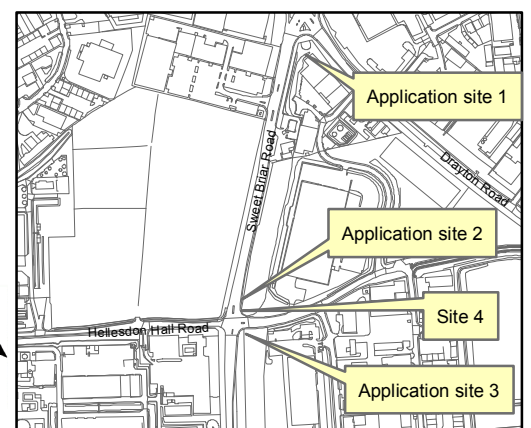 Application site 1
Drayton Road
Sweet Briar Road
Application site 2
Site 4
Hellesdon Hall Road
Application site 3